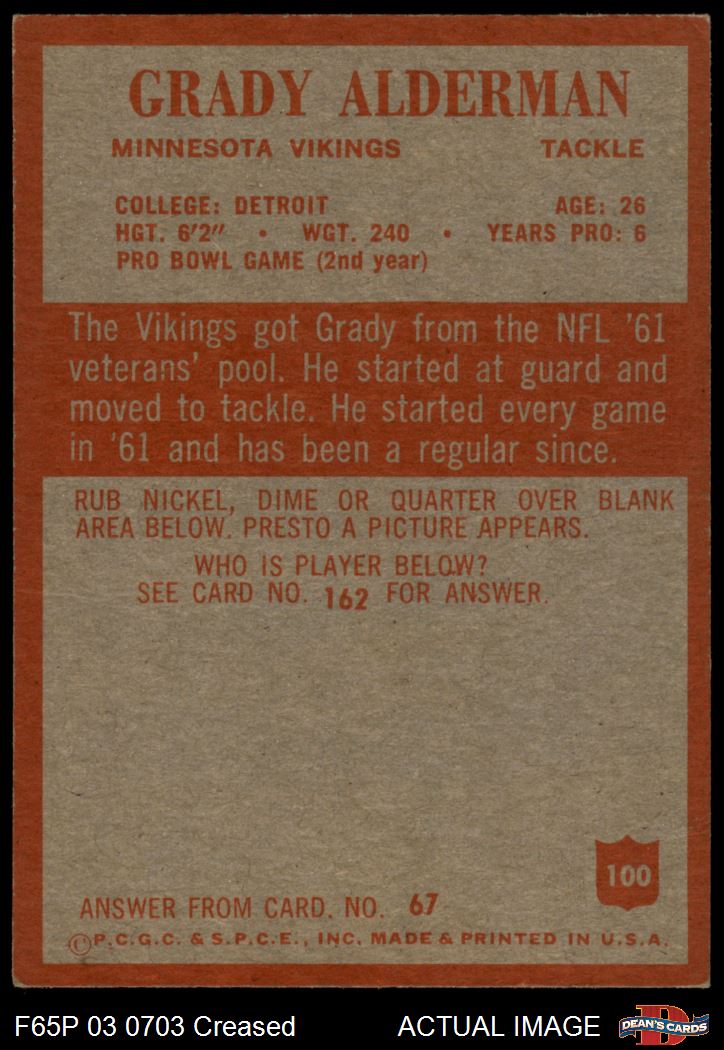 GRADY ALDERMAN
MINNESOTA VIKINGS TACKLE
COLLEGE: DETROIT AGE: 26
HGT. 6'2" • WGT. 240 • YEARS PRO: 6
PRO BOWL GAME (2nd year)
The Vikings got Grady from the NFL '61
veterans' pool. He started at guard and
moved to tackle. He started every game
in '61 and has been a regular since.
RUB NICKEL, DIME OR QUARTER OVER BLANK
AREA BELOW. PRESTO A PICTURE APPEARS.
WHO IS PLAYER BELOW?
SEE CARD NO. 162 FOR ANSWER.
100
ANSWER FROM CARD. NO. 67
©P.C.G.C. & S.P.C.E., INC. MADE & PRINTED IN U.S.A.
F65P 03 0703 Creased ACTUAL IMAGE
D
DEAN'S CARDS